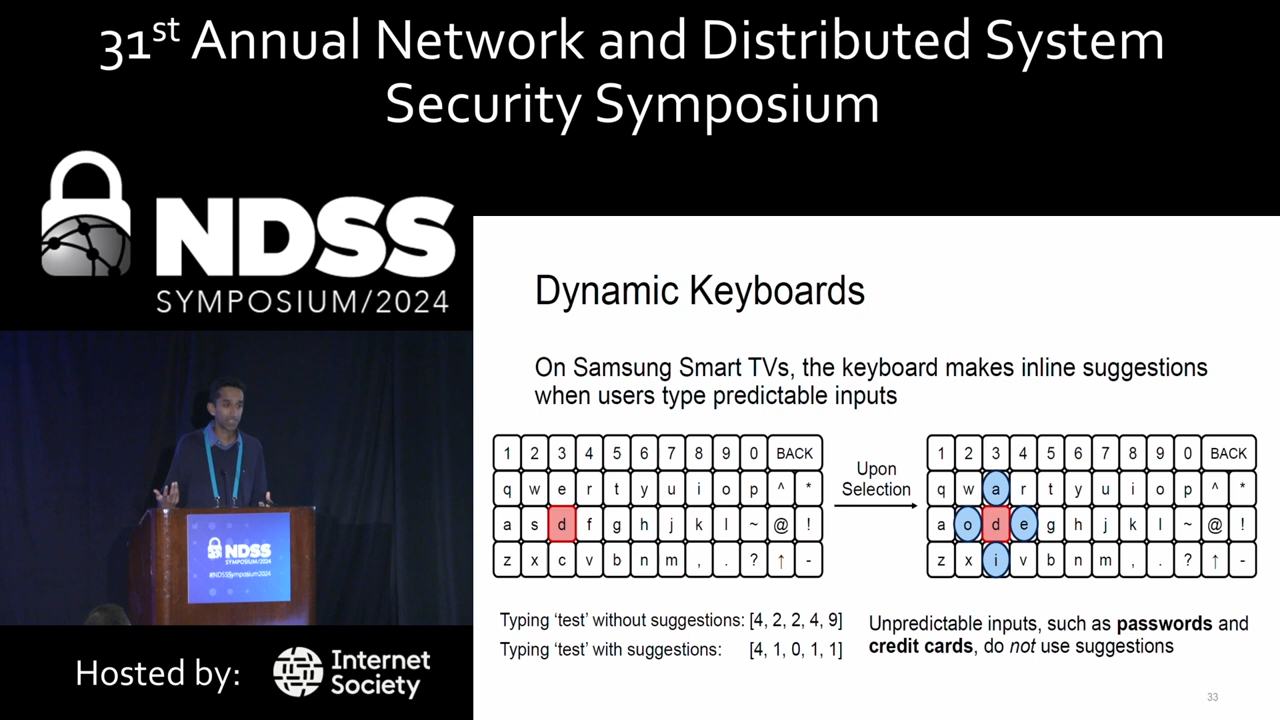 31st Annual Network and Distributed System
Security Symposium
NDSS
SYMPOSIUM/2024
Dynamic Keyboards
On Samsung Smart TVs, the keyboard makes inline suggestions
when users type predictable inputs
1 2 3 4 5 6 7 8 9 0 BACK
q w e r t y u i o p ^ *
a s d f g h j k l ~ @ !
z x c v b n m , . ? ↑ -
Upon
Selection
1 2 3 4 5 6 7 8 9 0 BACK
q w a r t y u i o p ^ *
a o d e g h j k l ~ @ !
z x i v b n m , . ? ↑ -
Typing ‘test’ without suggestions: [4, 2, 2, 4, 9]
Typing ‘test’ with suggestions: [4, 1, 0, 1, 1]
Unpredictable inputs, such as passwords and
credit cards, do not use suggestions
33
NDSS
SYMPOSIUM/2024
#NDSSSymposium2024
Hosted by:
Internet
Society